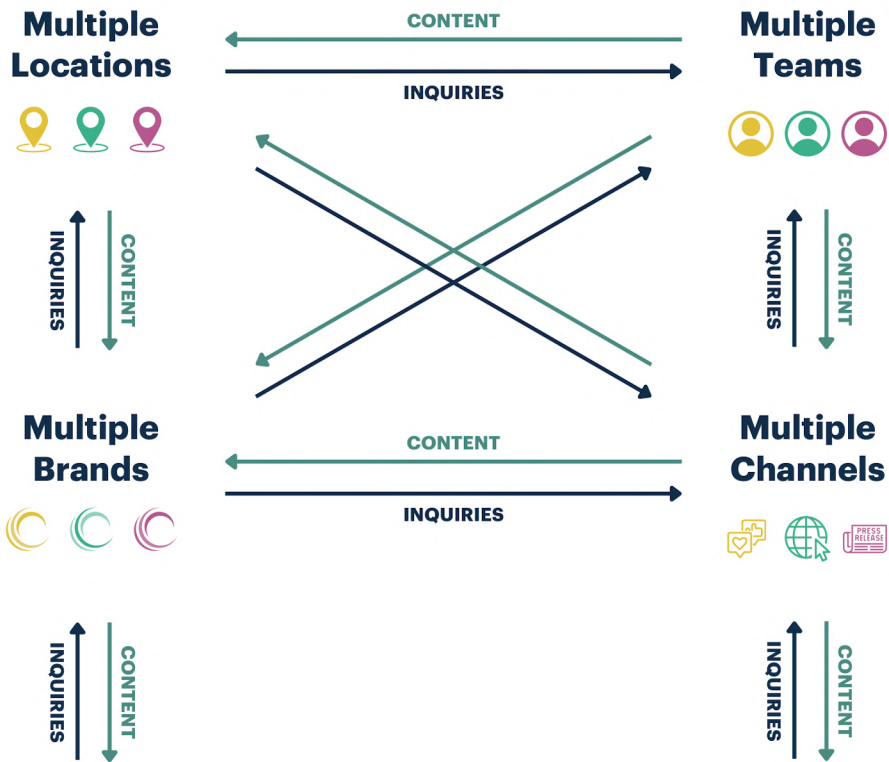 Multiple
Locations
CONTENT
INQUIRIES
Multiple
Teams
INQUIRIES
CONTENT
INQUIRIES
CONTENT
Multiple
Brands
CONTENT
INQUIRIES
Multiple
Channels
PRESS
RELEASE
INQUIRIES
CONTENT
INQUIRIES
CONTENT